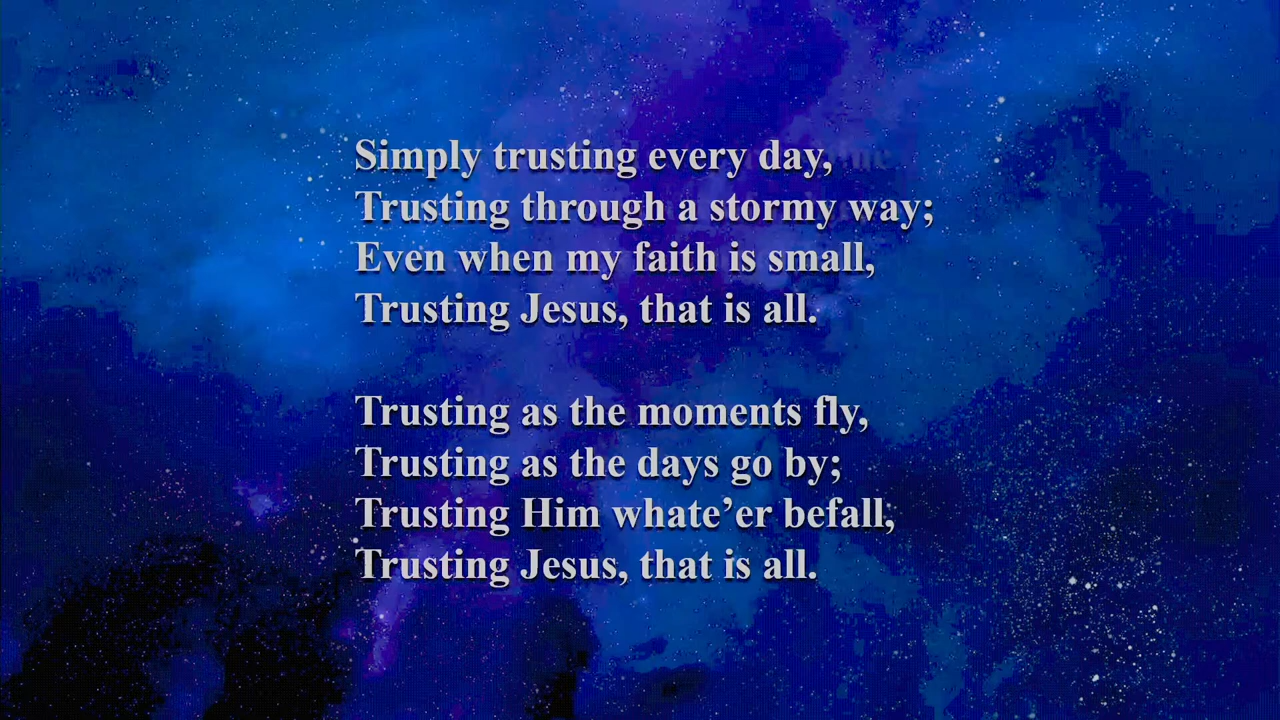 Simply trusting every day,
Trusting through a stormy way;
Even when my faith is small,
Trusting Jesus, that is all.
Trusting as the moments fly,
Trusting as the days go by;
Trusting Him whate’er befall,
Trusting Jesus, that is all.